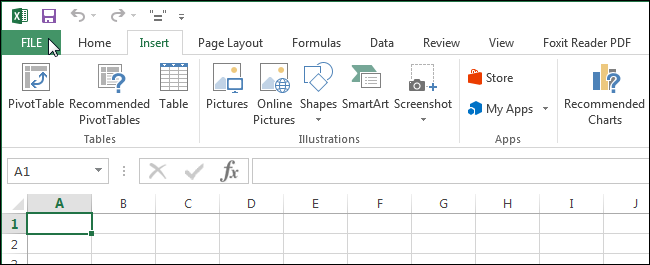 "="
FILE Home Insert Page Layout Formulas Data Review View Foxit Reader PDF
PivotTable Recommended PivotTables Table Pictures Online Pictures Shapes SmartArt Screenshot Store My Apps Recommended Charts
Tables Illustrations Apps
A1 fx
A B C D E F G H I J
1
2
3